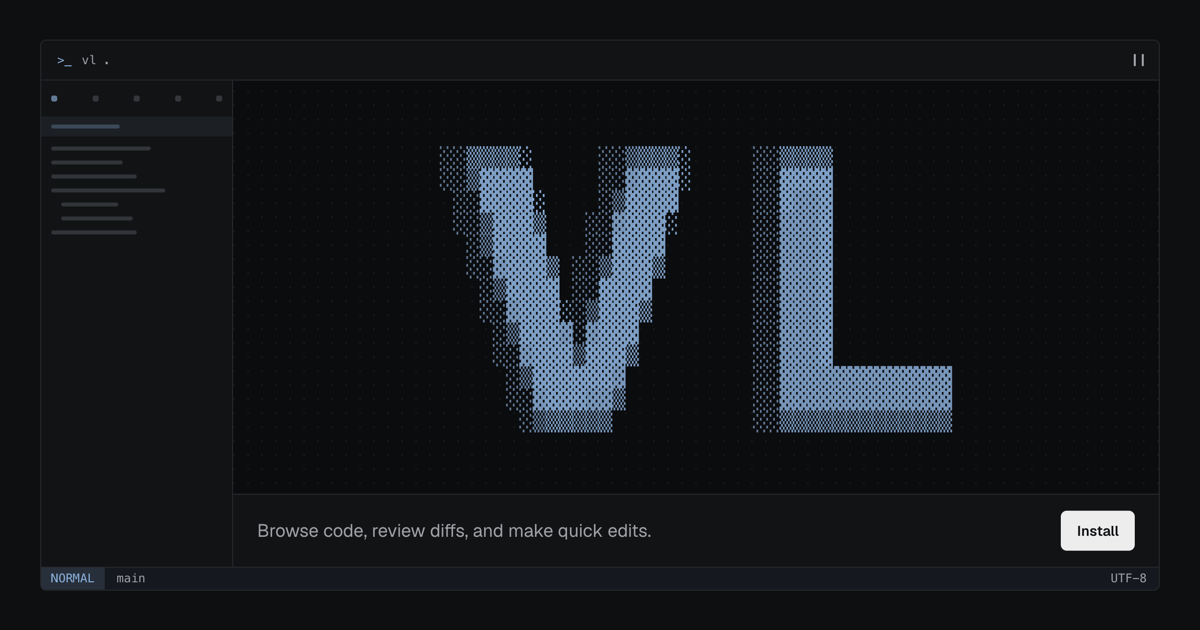 >_ vl .
VL
Browse code, review diffs, and make quick edits.
Install
NORMAL main UTF-8